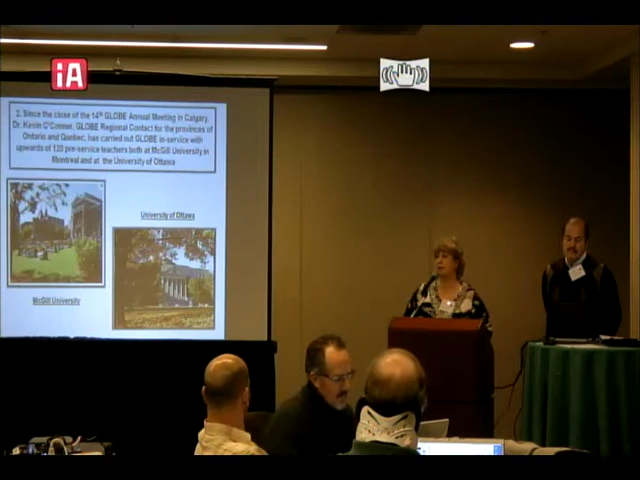 iA
2. Since the close of the 14th GLOBE Annual Meeting in Calgary,
Dr. Kevin O'Conner, GLOBE Regional Contact for the provinces of
Ontario and Quebec, has carried out GLOBE in-service with
upwards of 120 pre-service teachers both at McGill University in
Montreal and at the University of Ottawa
University of Ottawa
McGill University